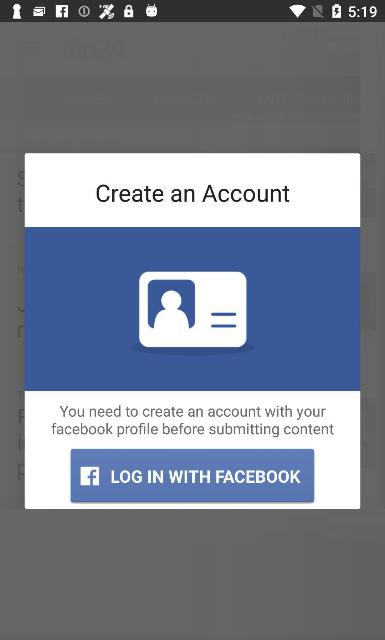 5:19
fin24
Create an Account
You need to create an account with your
facebook profile before submitting content
LOG IN WITH FACEBOOK